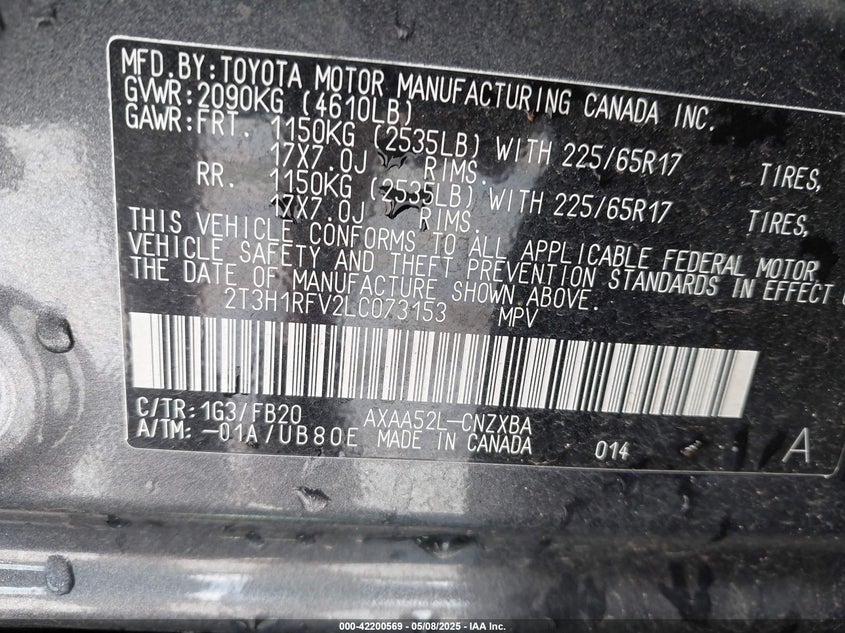 MFD.BY:TOYOTA MOTOR MANUFACTURING CANADA INC.
GVWR:2090KG (4610LB)
GAWR:FRT. 1150KG (2535LB) WITH 225/65R17 TIRES,
17X7.0J RIMS.
RR. 1150KG (2535LB) WITH 225/65R17 TIRES,
17X7.0J RIMS.
THIS VEHICLE CONFORMS TO ALL APPLICABLE FEDERAL MOTOR
VEHICLE SAFETY AND THEFT PREVENTION STANDARDS IN EFFECT
THE DATE OF MANUFACTURE SHOWN ABOVE.
2T3H1RFV2LC073153 MPV
C/TR:1G3/FB20 AXAA52L-CNZXBA
A/TM:-01A/UB80E MADE IN CANADA 014 A
000-42200569 - 05/08/2025 - IAA Inc.